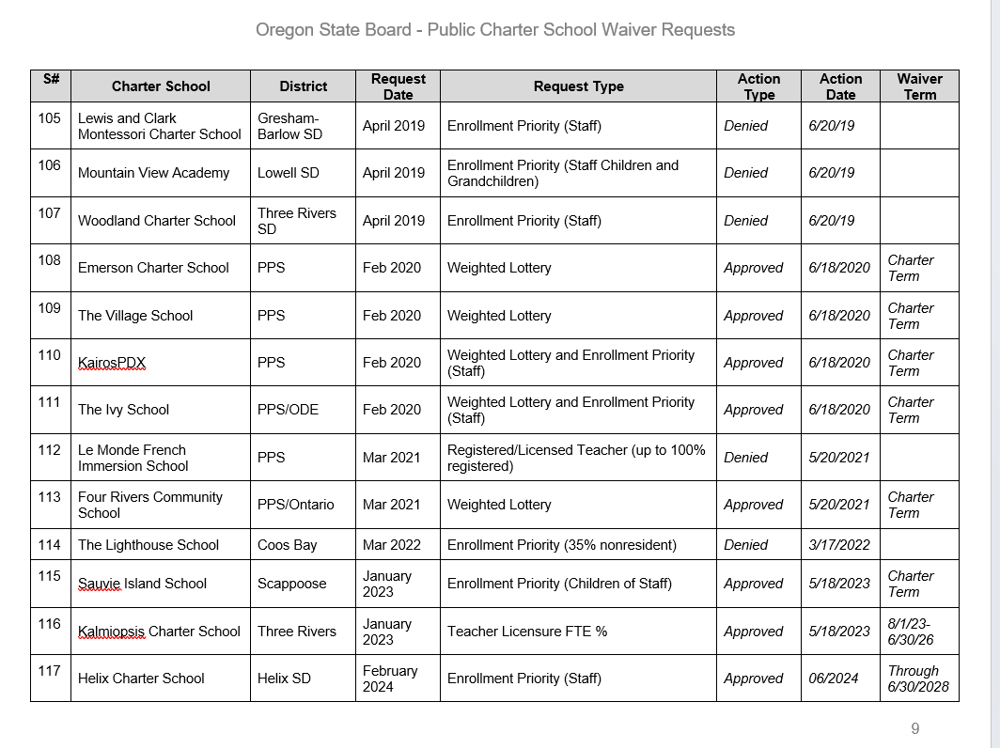 Oregon State Board - Public Charter School Waiver Requests
S# Charter School District Request Date Request Type Action Type Action Date Waiver Term
105 Lewis and Clark Montessori Charter School Gresham-Barlow SD April 2019 Enrollment Priority (Staff) Denied 6/20/19
106 Mountain View Academy Lowell SD April 2019 Enrollment Priority (Staff Children and Grandchildren) Denied 6/20/19
107 Woodland Charter School Three Rivers SD April 2019 Enrollment Priority (Staff) Denied 6/20/19
108 Emerson Charter School PPS Feb 2020 Weighted Lottery Approved 6/18/2020 Charter Term
109 The Village School PPS Feb 2020 Weighted Lottery Approved 6/18/2020 Charter Term
110 KairosPDX PPS Feb 2020 Weighted Lottery and Enrollment Priority (Staff) Approved 6/18/2020 Charter Term
111 The Ivy School PPS/ODE Feb 2020 Weighted Lottery and Enrollment Priority (Staff) Approved 6/18/2020 Charter Term
112 Le Monde French Immersion School PPS Mar 2021 Registered/Licensed Teacher (up to 100% registered) Denied 5/20/2021
113 Four Rivers Community School PPS/Ontario Mar 2021 Weighted Lottery Approved 5/20/2021 Charter Term
114 The Lighthouse School Coos Bay Mar 2022 Enrollment Priority (35% nonresident) Denied 3/17/2022
115 Sauvie Island School Scappoose January 2023 Enrollment Priority (Children of Staff) Approved 5/18/2023 Charter Term
116 Kalmiopsis Charter School Three Rivers January 2023 Teacher Licensure FTE % Approved 5/18/2023 8/1/23-6/30/26
117 Helix Charter School Helix SD February 2024 Enrollment Priority (Staff) Approved 06/2024 Through 6/30/2028
9